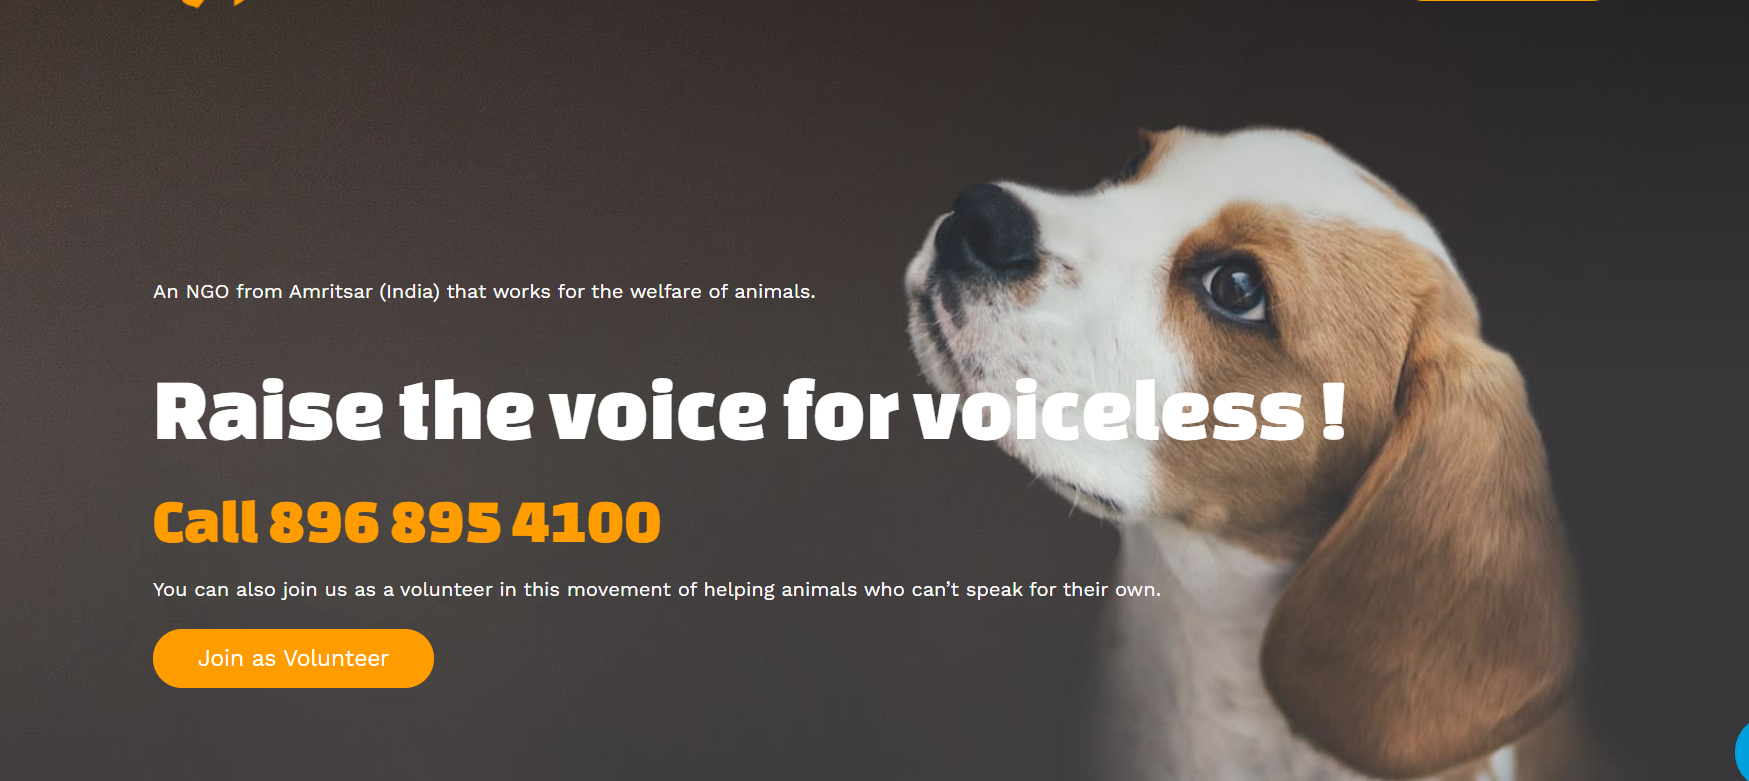 An NGO from Amritsar (India) that works for the welfare of animals.
Raise the voice for voiceless !
Call 896 895 4100
You can also join us as a volunteer in this movement of helping animals who can’t speak for their own.
Join as Volunteer